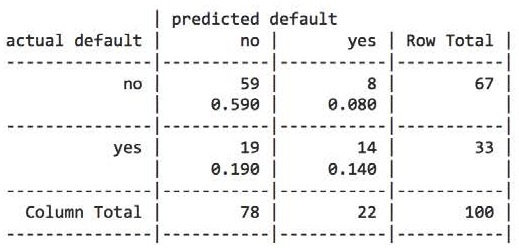 | predicted default
actual default | no | yes | Row Total |
---------------|-----------|-----------|-----------|
no | 59 | 8 | 67 |
| 0.590 | 0.080 | |
---------------|-----------|-----------|-----------|
yes | 19 | 14 | 33 |
| 0.190 | 0.140 | |
---------------|-----------|-----------|-----------|
Column Total | 78 | 22 | 100 |
---------------|-----------|-----------|-----------|